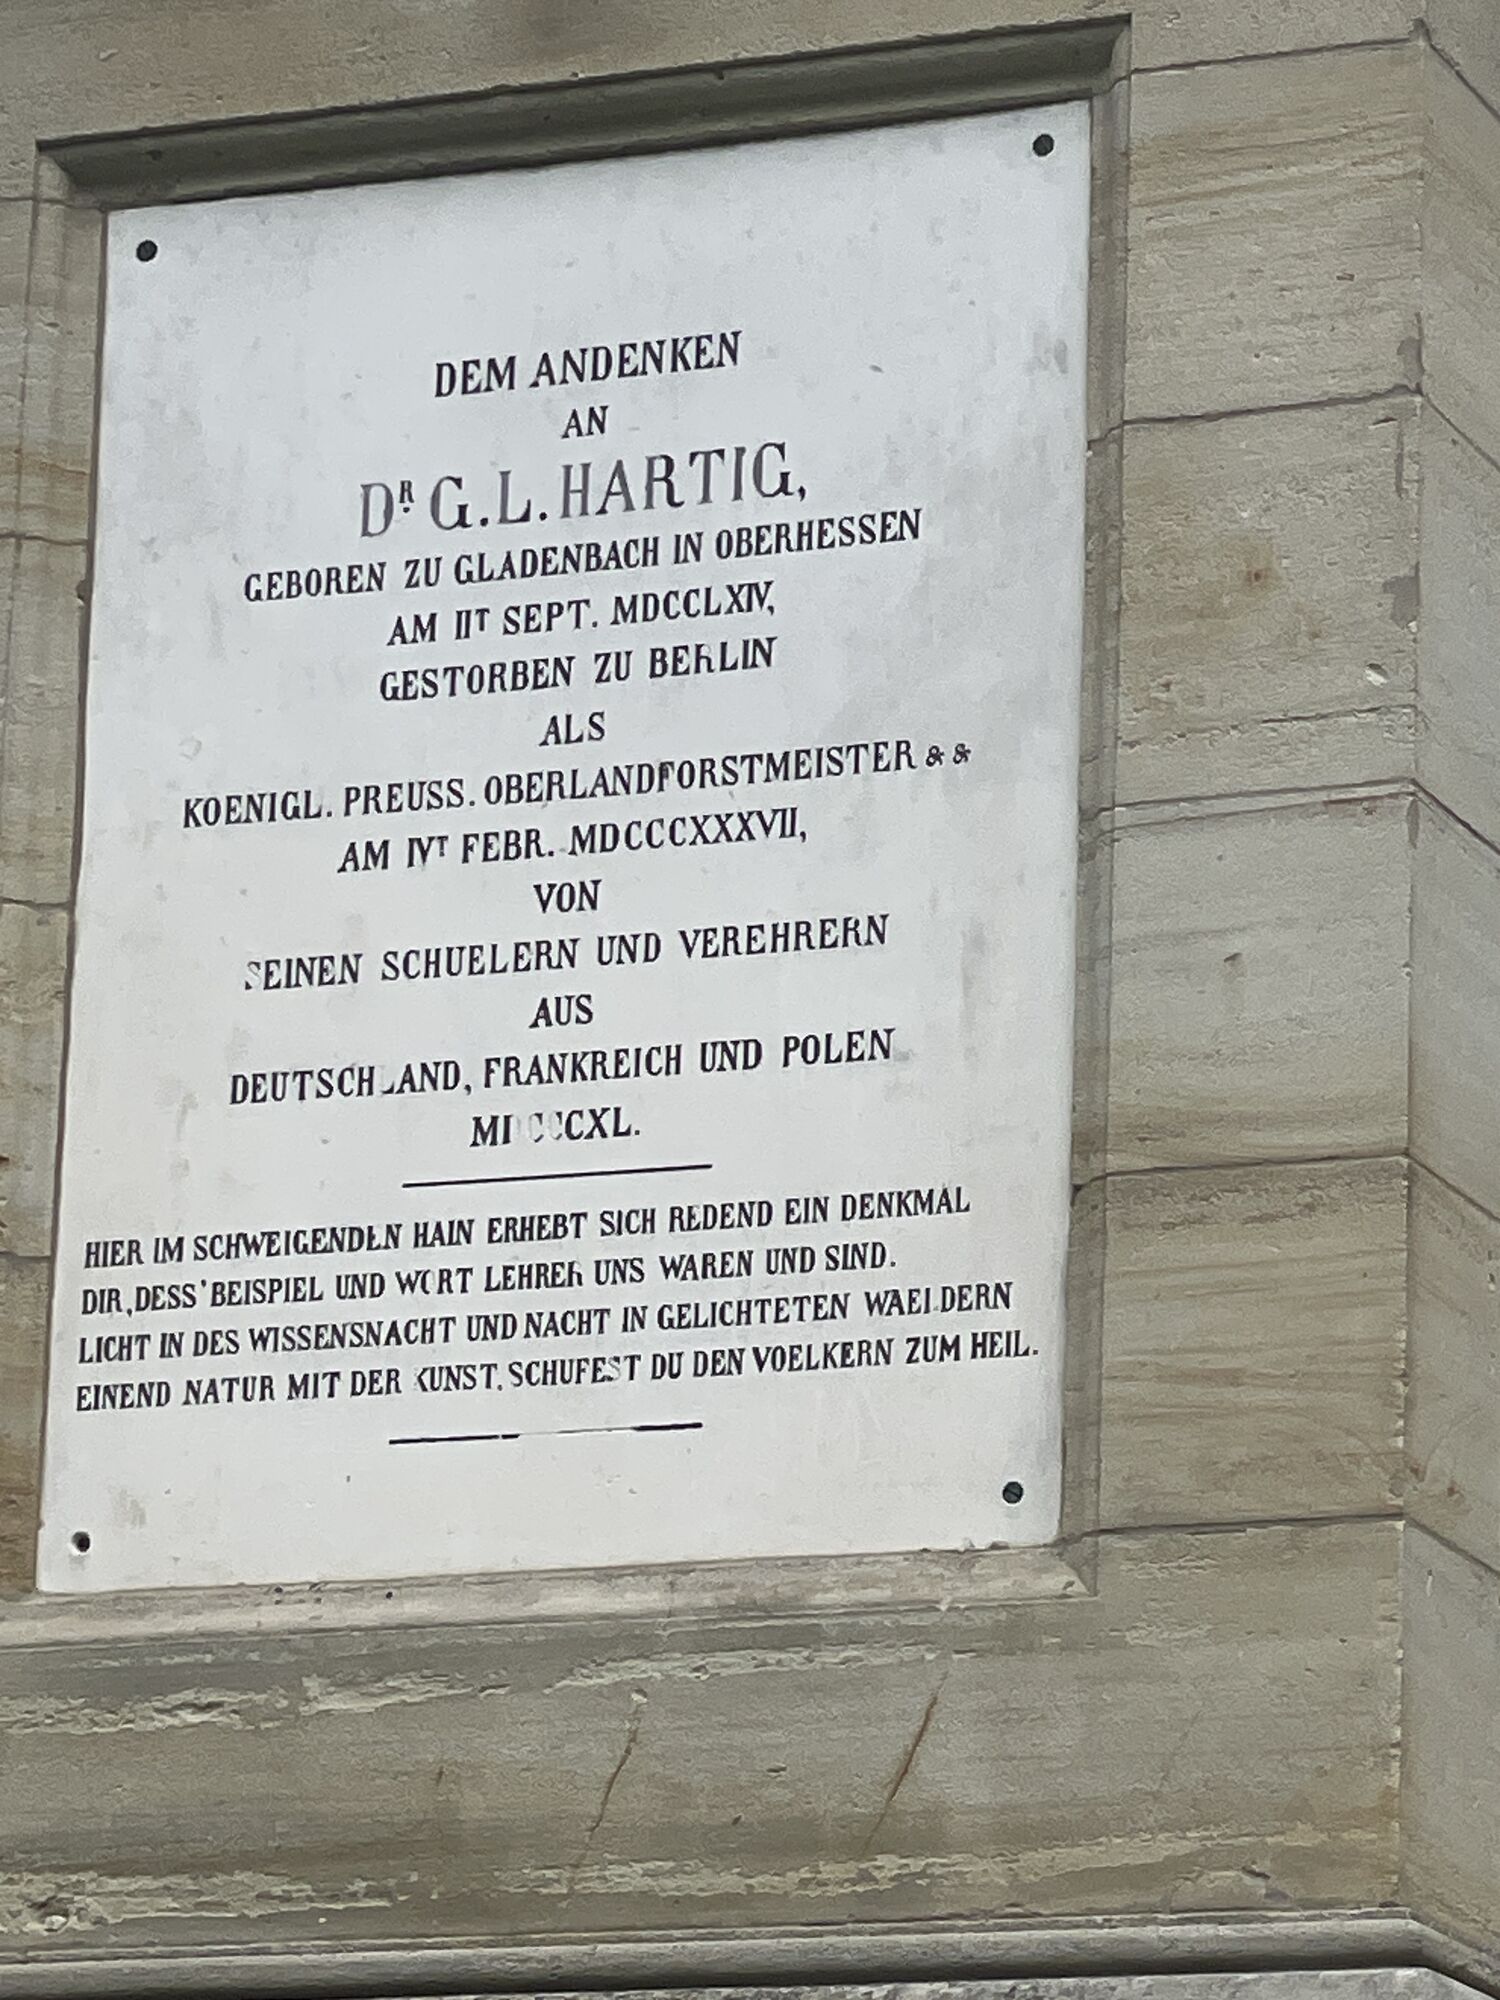 DEM ANDENKEN
AN
DR. G. L. HARTIG,
GEBOREN ZU GLADENBACH IN OBERHESSEN
AM IIT SEPT. MDCCLXIV,
GESTORBEN ZU BERLIN
ALS
KOENIGL. PREUSS. OBERLANDFORSTMEISTER & &
AM IVT FEBR. MDCCCXXXVII,
VON
SEINEN SCHUELERN UND VEREHRERN
AUS
DEUTSCHLAND, FRANKREICH UND POLEN
MDCCCXL.
HIER IM SCHWEIGENDEN HAIN ERHEBT SICH REDEND EIN DENKMAL
DIR, DESS' BEISPIEL UND WORT LEHRER UNS WAREN UND SIND.
LICHT IN DES WISSENSNACHT UND NACHT IN GELICHTETEN WAELDERN
EINEND NATUR MIT DER KUNST, SCHUFEST DU DEN VOELKERN ZUM HEIL.